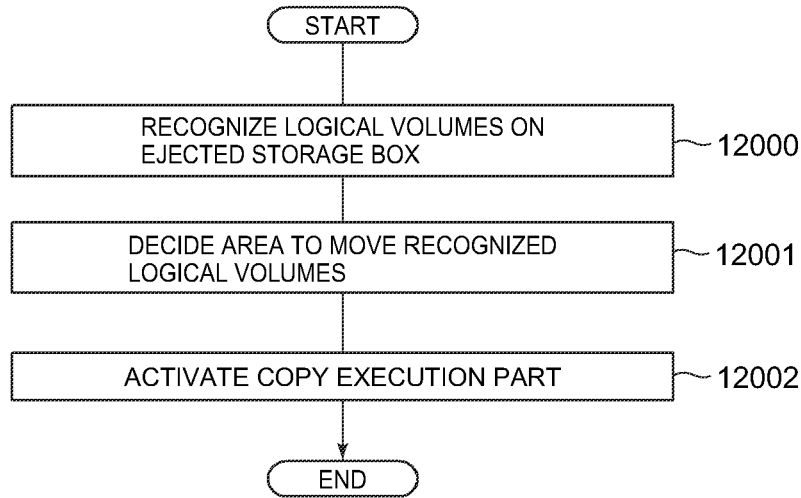 START
RECOGNIZE LOGICAL VOLUMES ON
EJECTED STORAGE BOX
12000
DECIDE AREA TO MOVE RECOGNIZED
LOGICAL VOLUMES
12001
ACTIVATE COPY EXECUTION PART
12002
END